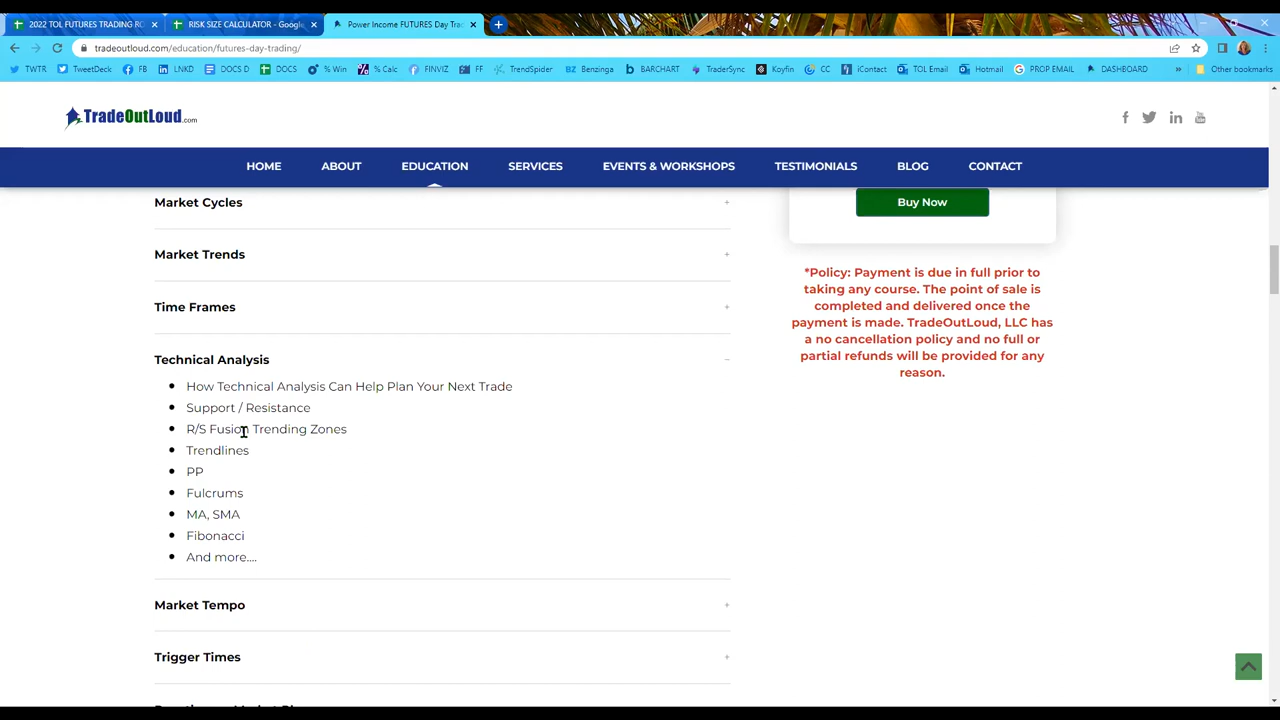 2022 TOL FUTURES TRADING RO
RISK SIZE CALCULATOR - Google
Power Income FUTURES Day Tra
tradeoutloud.com/education/futures-day-trading/
TWTR TweetDeck FB LNKD DOCS D DOCS % Win % Calc FINVIZ FF TrendSpider Benzinga BARCHART TraderSync Koyfin CC iContact TOL Email Hotmail PROP EMAIL DASHBOARD » Other bookmarks
TradeOutLoud.com
HOME ABOUT EDUCATION SERVICES EVENTS & WORKSHOPS TESTIMONIALS BLOG CONTACT
Market Cycles
Market Trends
Time Frames
Technical Analysis
How Technical Analysis Can Help Plan Your Next Trade
Support / Resistance
R/S Fusion Trending Zones
Trendlines
PP
Fulcrums
MA, SMA
Fibonacci
And more....
Market Tempo
Trigger Times
Buy Now
*Policy: Payment is due in full prior to
taking any course. The point of sale is
completed and delivered once the
payment is made. TradeOutLoud, LLC has
a no cancellation policy and no full or
partial refunds will be provided for any
reason.